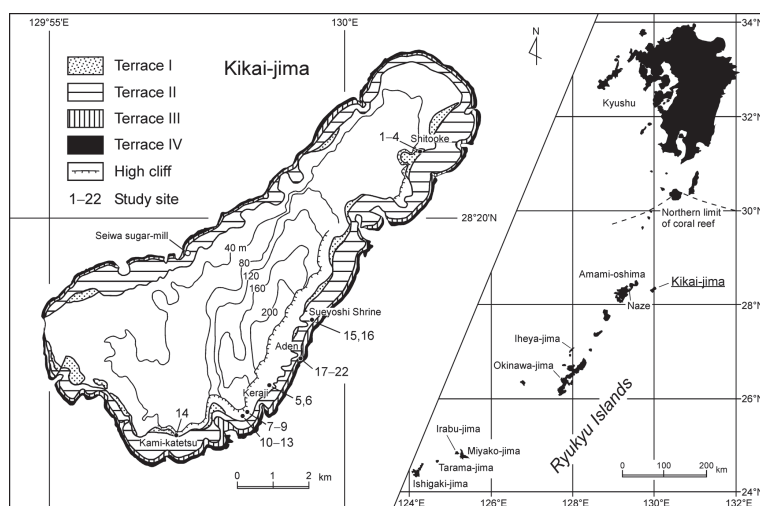 129°55'E
130°E
Kikai-jima
Terrace I
Terrace II
Terrace III
Terrace IV
High cliff
1–22 Study site
1–4
Shitooke
28°20'N
Seiwa sugar-mill
40 m
80
120
160
200
Sueyoshi Shrine
15,16
Aden
17–22
Keraji
5,6
14
7–9
Kami-katetsu
10–13
0 1 2 km
N
34°N
Kyushu
32°N
30°N
Northern limit
of coral reef
Amami-oshima
Kikai-jima
Naze
28°N
Iheya-jima
Okinawa-jima
26°N
Ryukyu Islands
Irabu-jima
Miyako-jima
Tarama-jima
Ishigaki-jima
0 100 200
km
24°N
124°E
126°E
128°E
130°E
132°E